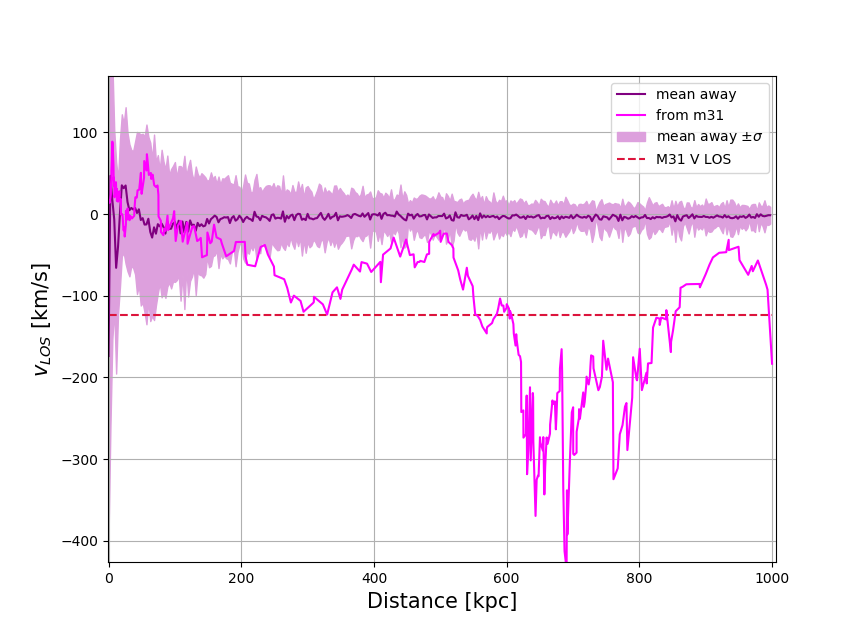 mean away
from m31
mean away ±σ
M31 V LOS
100
0
−100
−200
−300
−400
v_LOS [km/s]
0 200 400 600 800 1000
Distance [kpc]